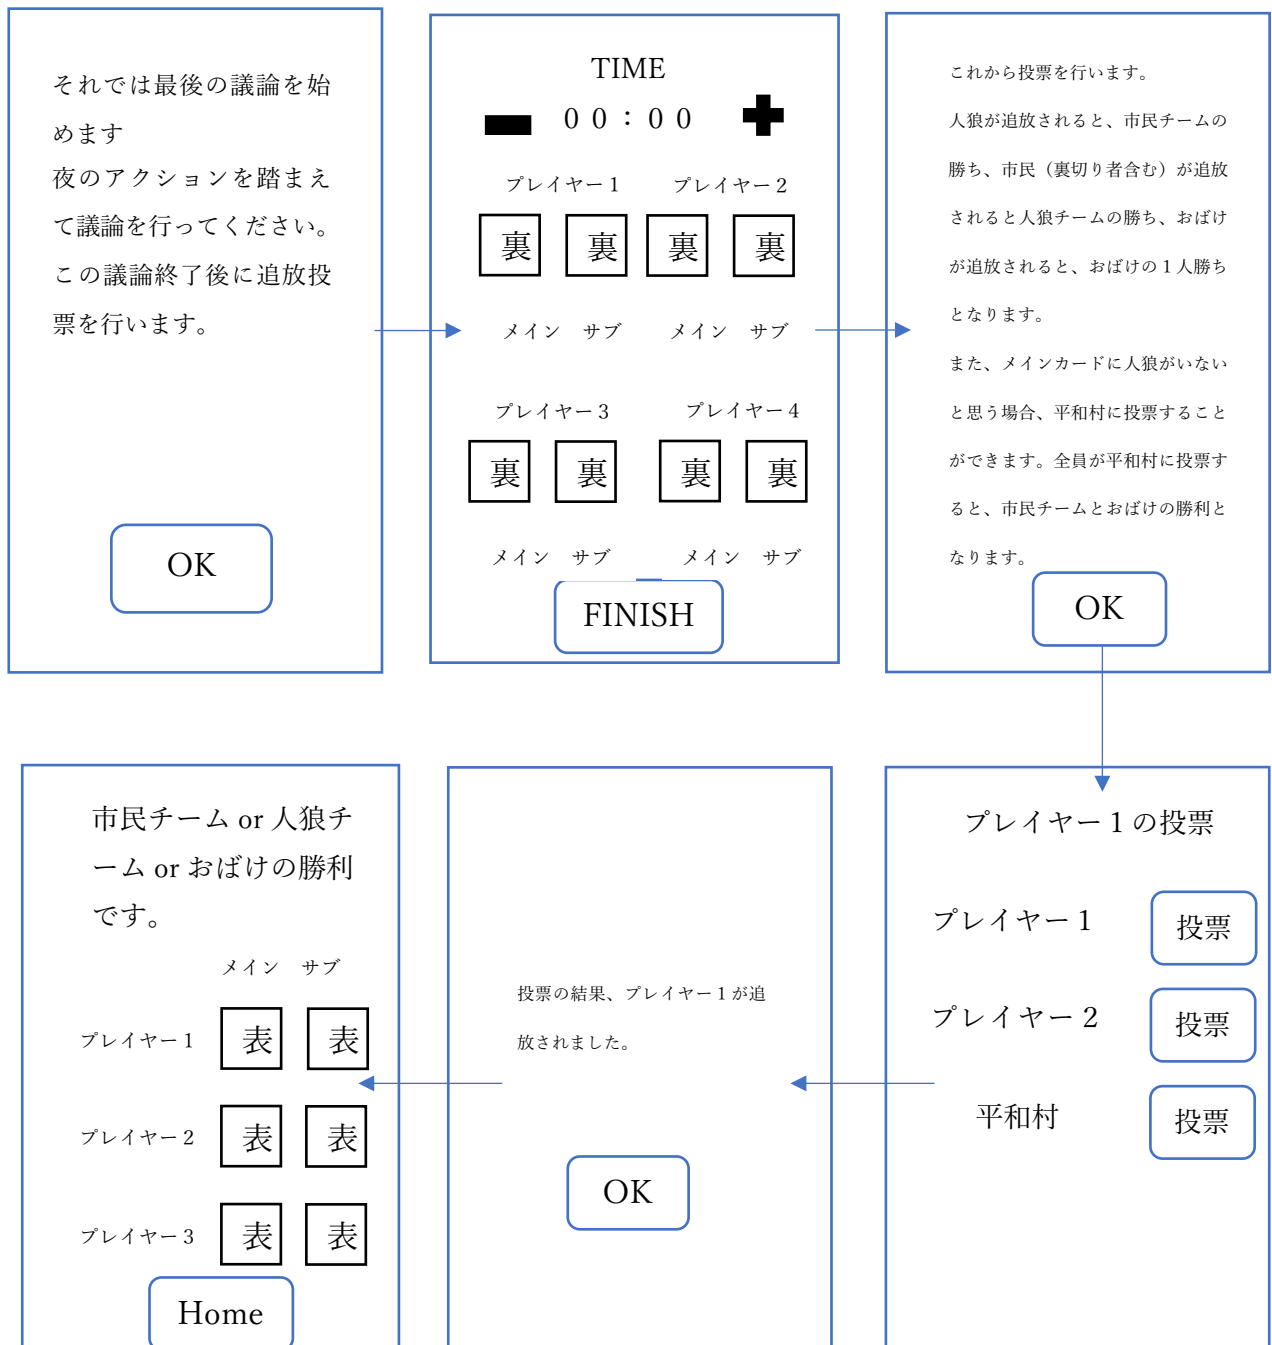 それでは最後の議論を始
めます
夜のアクションを踏まえ
て議論を行ってください。
この議論終了後に追放投
票を行います。
OK
TIME
００：００
プレイヤー１ プレイヤー２
裏 裏 裏 裏
メイン サブ メイン サブ
プレイヤー３ プレイヤー４
裏 裏 裏 裏
メイン サブ メイン サブ
FINISH
これから投票を行います。
人狼が追放されると、市民チームの
勝ち、市民（裏切り者含む）が追放
されると人狼チームの勝ち、おばけ
が追放されると、おばけの１人勝ち
となります。
また、メインカードに人狼がいない
と思う場合、平和村に投票すること
ができます。全員が平和村に投票す
ると、市民チームとおばけの勝利と
なります。
OK
プレイヤー１の投票
プレイヤー１ 投票
プレイヤー２ 投票
平和村 投票
投票の結果、プレイヤー１が追
放されました。
OK
市民チーム or 人狼チ
ーム or おばけの勝利
です。
メイン サブ
プレイヤー１ 表 表
プレイヤー２ 表 表
プレイヤー３ 表 表
Home